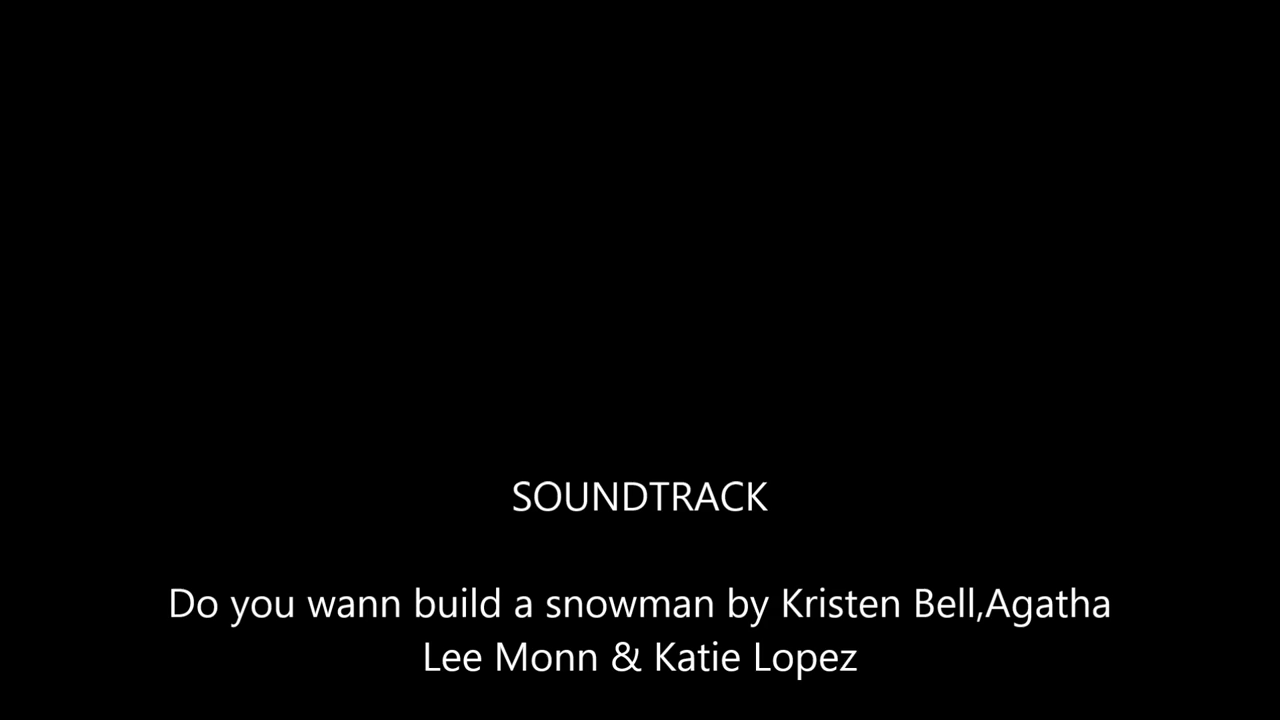 SOUNDTRACK
Do you wann build a snowman by Kristen Bell,Agatha
Lee Monn & Katie Lopez